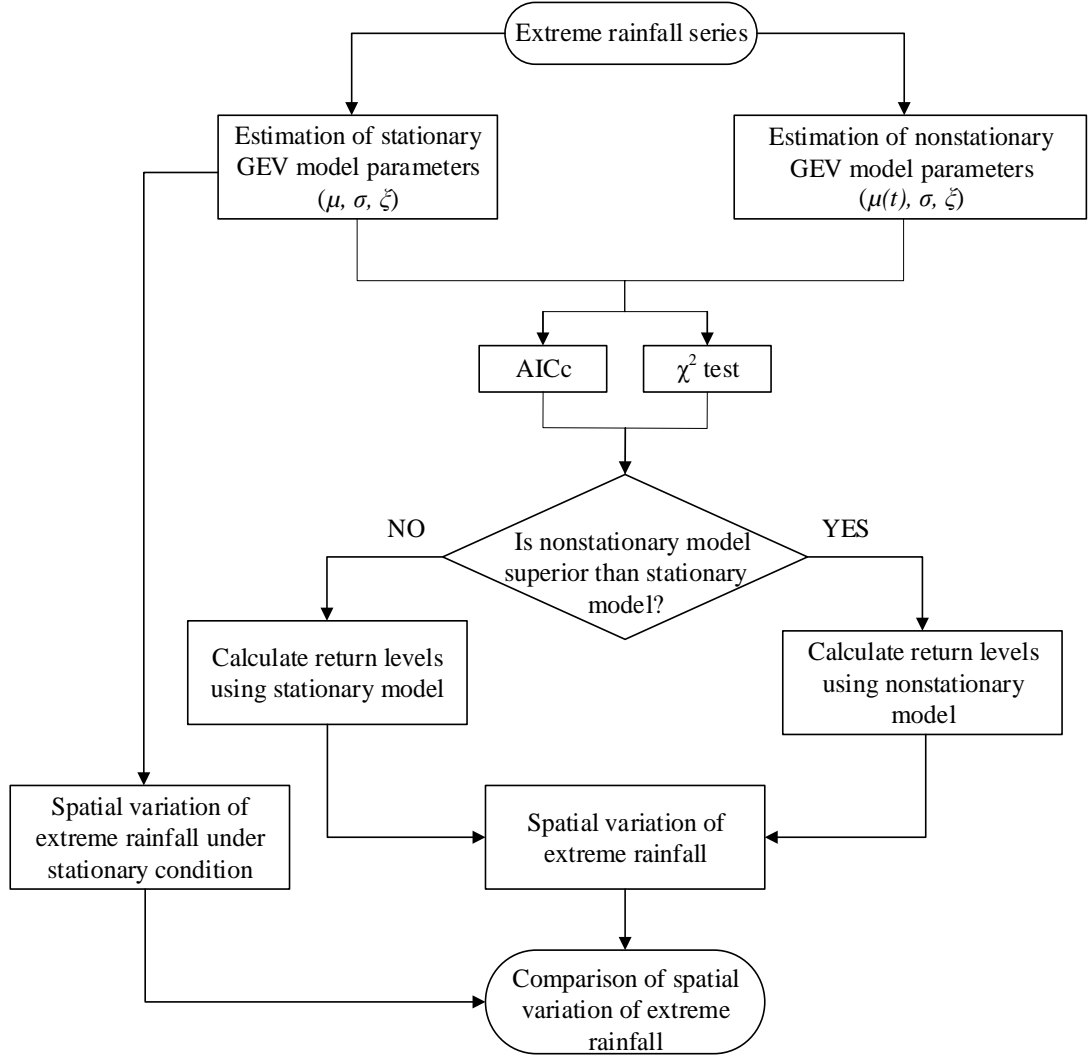 Extreme rainfall series
Estimation of stationary
GEV model parameters
(μ, σ, ξ)
Estimation of nonstationary
GEV model parameters
(μ(t), σ, ξ)
AICc
χ² test
NO
YES
Is nonstationary model
superior than stationary
model?
Calculate return levels
using stationary model
Calculate return levels
using nonstationary
model
Spatial variation of
extreme rainfall under
stationary condition
Spatial variation of
extreme rainfall
Comparison of spatial
variation of extreme
rainfall